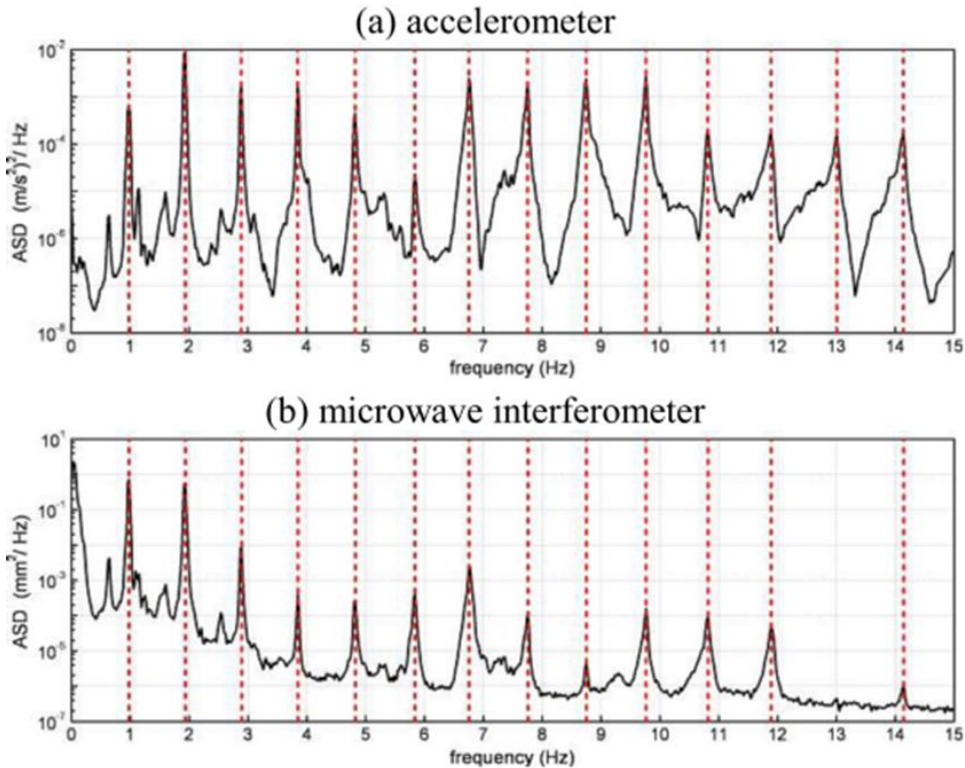 (a) accelerometer
10⁻²
10⁻⁴
10⁻⁶
10⁻⁸
ASD (m/s²)²/ Hz
0 1 2 3 4 5 6 7 8 9 10 11 12 13 14 15
frequency (Hz)
(b) microwave interferometer
10¹
10⁻¹
10⁻³
10⁻⁵
10⁻⁷
ASD (mm²/ Hz)
0 1 2 3 4 5 6 7 8 9 10 11 12 13 14 15
frequency (Hz)